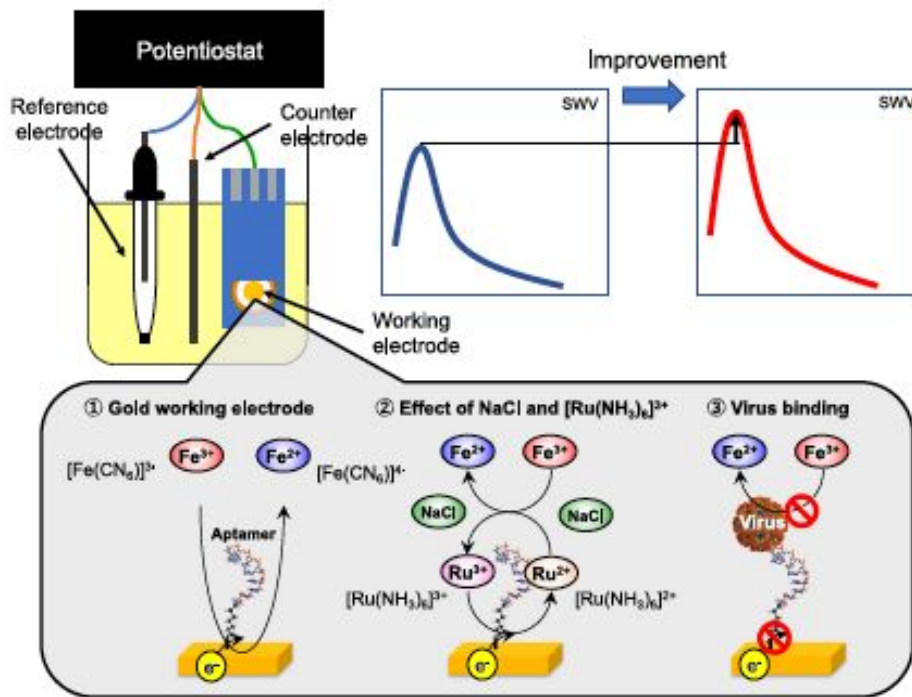 Potentiostat
Reference
electrode
Counter
electrode
Working
electrode
Improvement
SWV
SWV
① Gold working electrode
Fe³⁺
Fe²⁺
[Fe(CN₆)]³⁻
[Fe(CN₆)]⁴⁻
Aptamer
e⁻
② Effect of NaCl and [Ru(NH₃)₆]³⁺
Fe²⁺
Fe³⁺
NaCl
NaCl
Ru³⁺
Ru²⁺
[Ru(NH₃)₆]³⁺
[Ru(NH₃)₆]²⁺
e⁻
③ Virus binding
Fe²⁺
Fe³⁺
Virus
e⁻